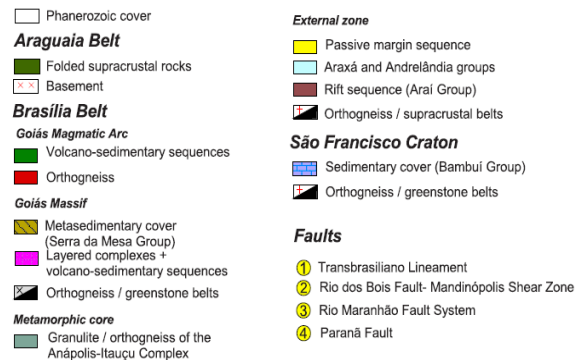 Phanerozoic cover
Araguaia Belt
Folded supracrustal rocks
Basement
Brasília Belt
Goiás Magmatic Arc
Volcano-sedimentary sequences
Orthogneiss
Goiás Massif
Metasedimentary cover
(Serra da Mesa Group)
Layered complexes +
volcano-sedimentary sequences
Orthogneiss / greenstone belts
Metamorphic core
Granulite / orthogneiss of the
Anápolis-Itauçu Complex
External zone
Passive margin sequence
Araxá and Andrelândia groups
Rift sequence (Araí Group)
Orthogneiss / supracrustal belts
São Francisco Craton
Sedimentary cover (Bambuí Group)
Orthogneiss / greenstone belts
Faults
1 Transbrasiliano Lineament
2 Rio dos Bois Fault- Mandinópolis Shear Zone
3 Rio Maranhão Fault System
4 Paranã Fault